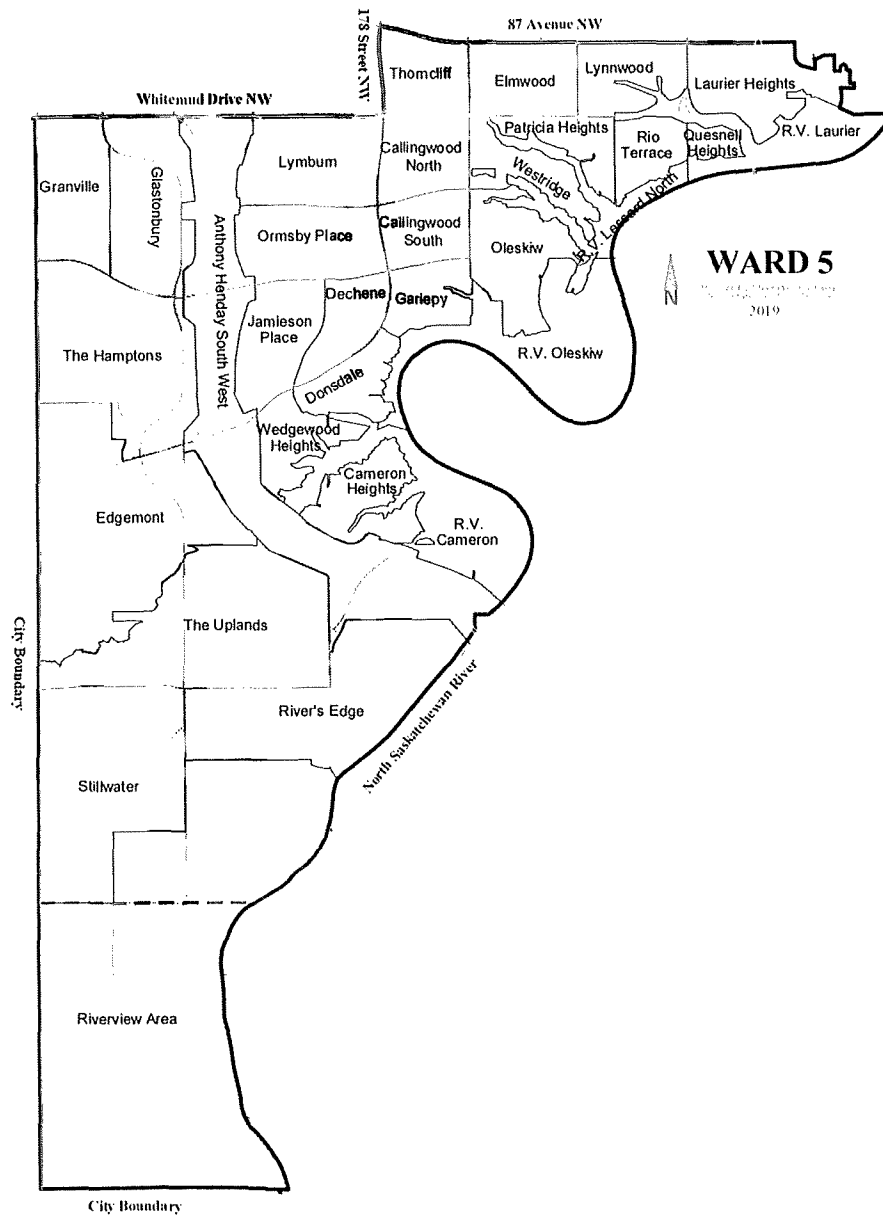 87 Avenue NW
178 Street NW
Thorncliff
Elmwood
Lynnwood
Laurier Heights
Whitemud Drive NW
Patricia Heights
Rio
Terrace
Quesnell
Heights
R.V. Laurier
Granville
Glastonbury
Lymburn
Callingwood
North
Westridge
Anthony Henday South West
Ormsby Place
Callingwood
South
Oleskiw
R.V. Lessard North
WARD 5
2019
N
Dechene
Gariepy
Jamieson
Place
The Hamptons
R.V. Oleskiw
Donsdale
Wedgewood
Heights
Cameron
Heights
Edgemont
R.V.
Cameron
City Boundary
The Uplands
River's Edge
North Saskatchewan River
Stillwater
Riverview Area
City Boundary